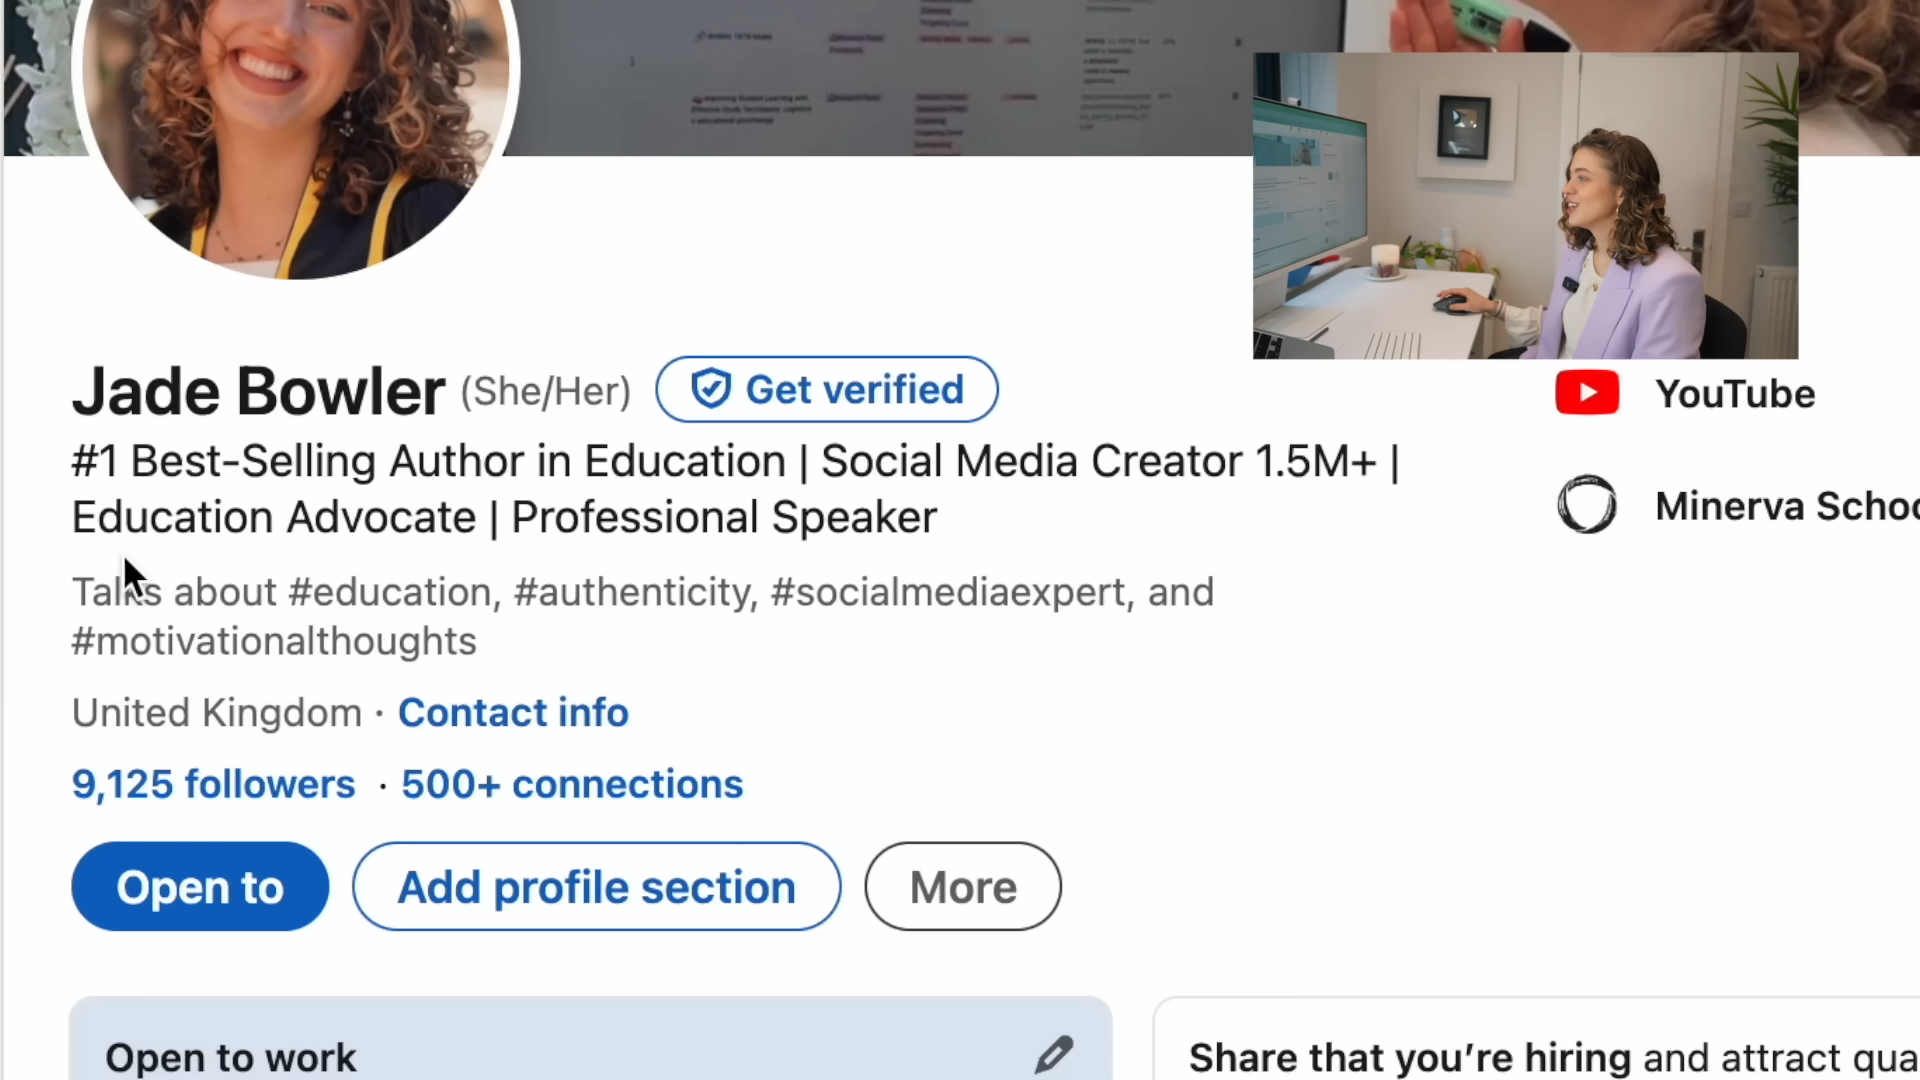 Jade Bowler (She/Her) Get verified
#1 Best-Selling Author in Education | Social Media Creator 1.5M+ |
Education Advocate | Professional Speaker
Talks about #education, #authenticity, #socialmediaexpert, and
#motivationalthoughts
United Kingdom · Contact info
9,125 followers · 500+ connections
Open to
Add profile section
More
YouTube
Minerva
Open to work
Share that you’re hiring and attract